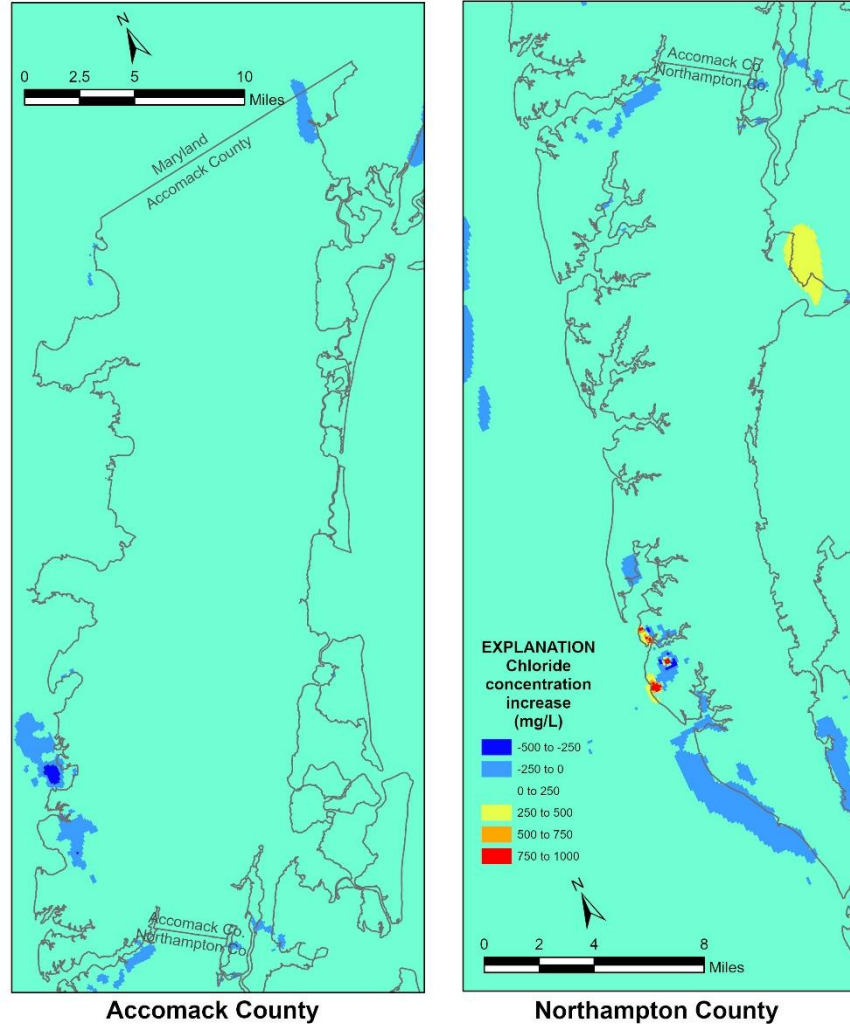 N
0 2.5 5 10
Miles
Maryland
Accomack County
Accomack Co.
Northampton Co.
Accomack County
Accomack Co.
Northampton Co.
EXPLANATION
Chloride
concentration
increase
(mg/L)
-500 to -250
-250 to 0
0 to 250
250 to 500
500 to 750
750 to 1000
N
0 2 4 8
Miles
Northampton County